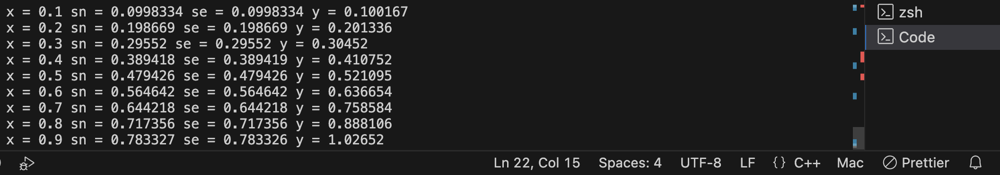 x = 0.1 sn = 0.0998334 se = 0.0998334 y = 0.100167
x = 0.2 sn = 0.198669 se = 0.198669 y = 0.201336
x = 0.3 sn = 0.29552 se = 0.29552 y = 0.30452
x = 0.4 sn = 0.389418 se = 0.389419 y = 0.410752
x = 0.5 sn = 0.479426 se = 0.479426 y = 0.521095
x = 0.6 sn = 0.564642 se = 0.564642 y = 0.636654
x = 0.7 sn = 0.644218 se = 0.644218 y = 0.758584
x = 0.8 sn = 0.717356 se = 0.717356 y = 0.888106
x = 0.9 sn = 0.783327 se = 0.783326 y = 1.02652
zsh
Code
Ln 22, Col 15 Spaces: 4 UTF-8 LF {} C++ Mac Prettier